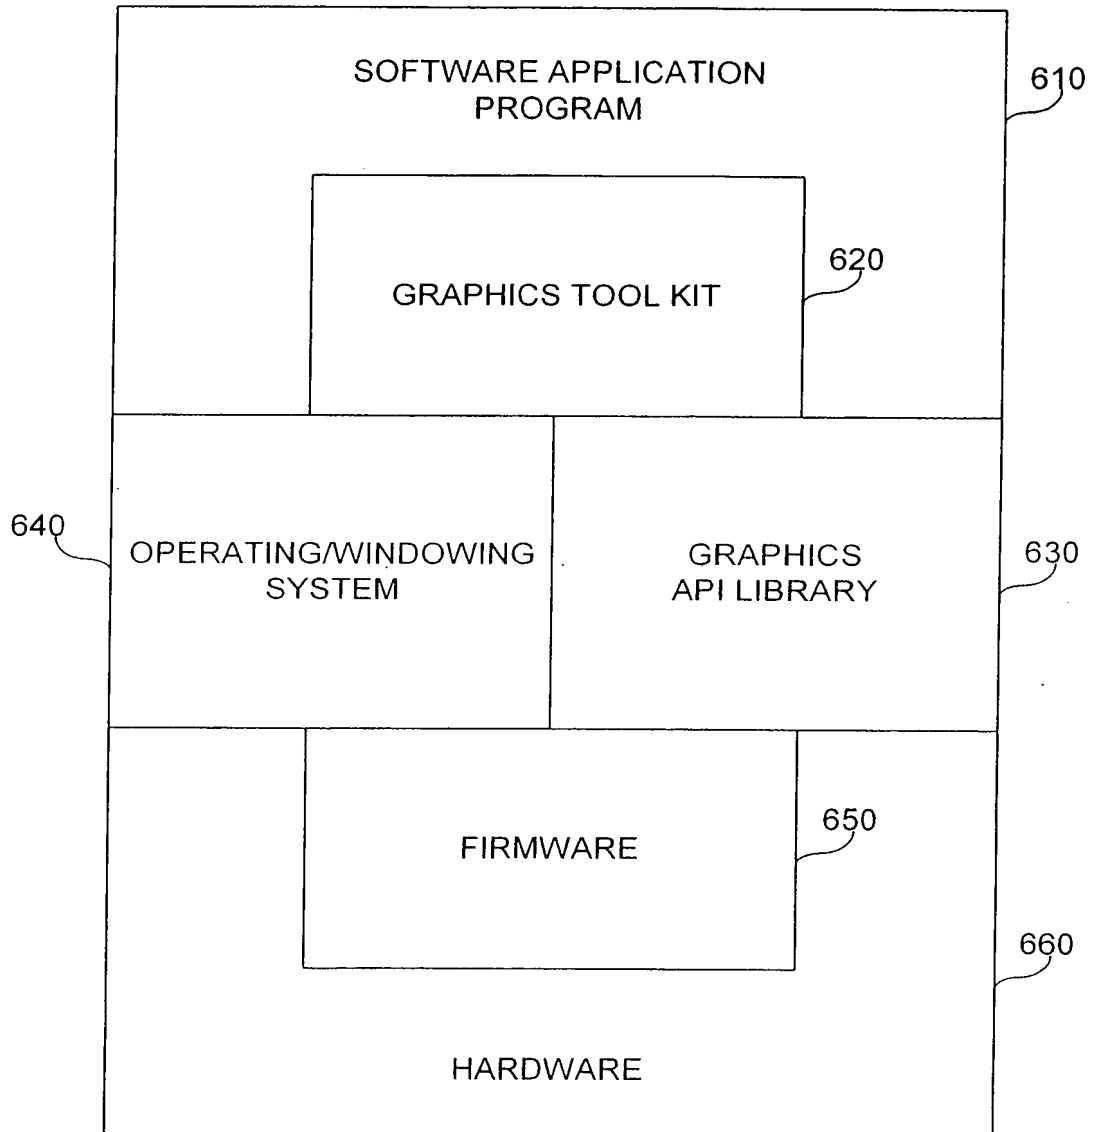 SOFTWARE APPLICATION
PROGRAM
610
GRAPHICS TOOL KIT
620
640
OPERATING/WINDOWING
SYSTEM
GRAPHICS
API LIBRARY
630
FIRMWARE
650
660
HARDWARE